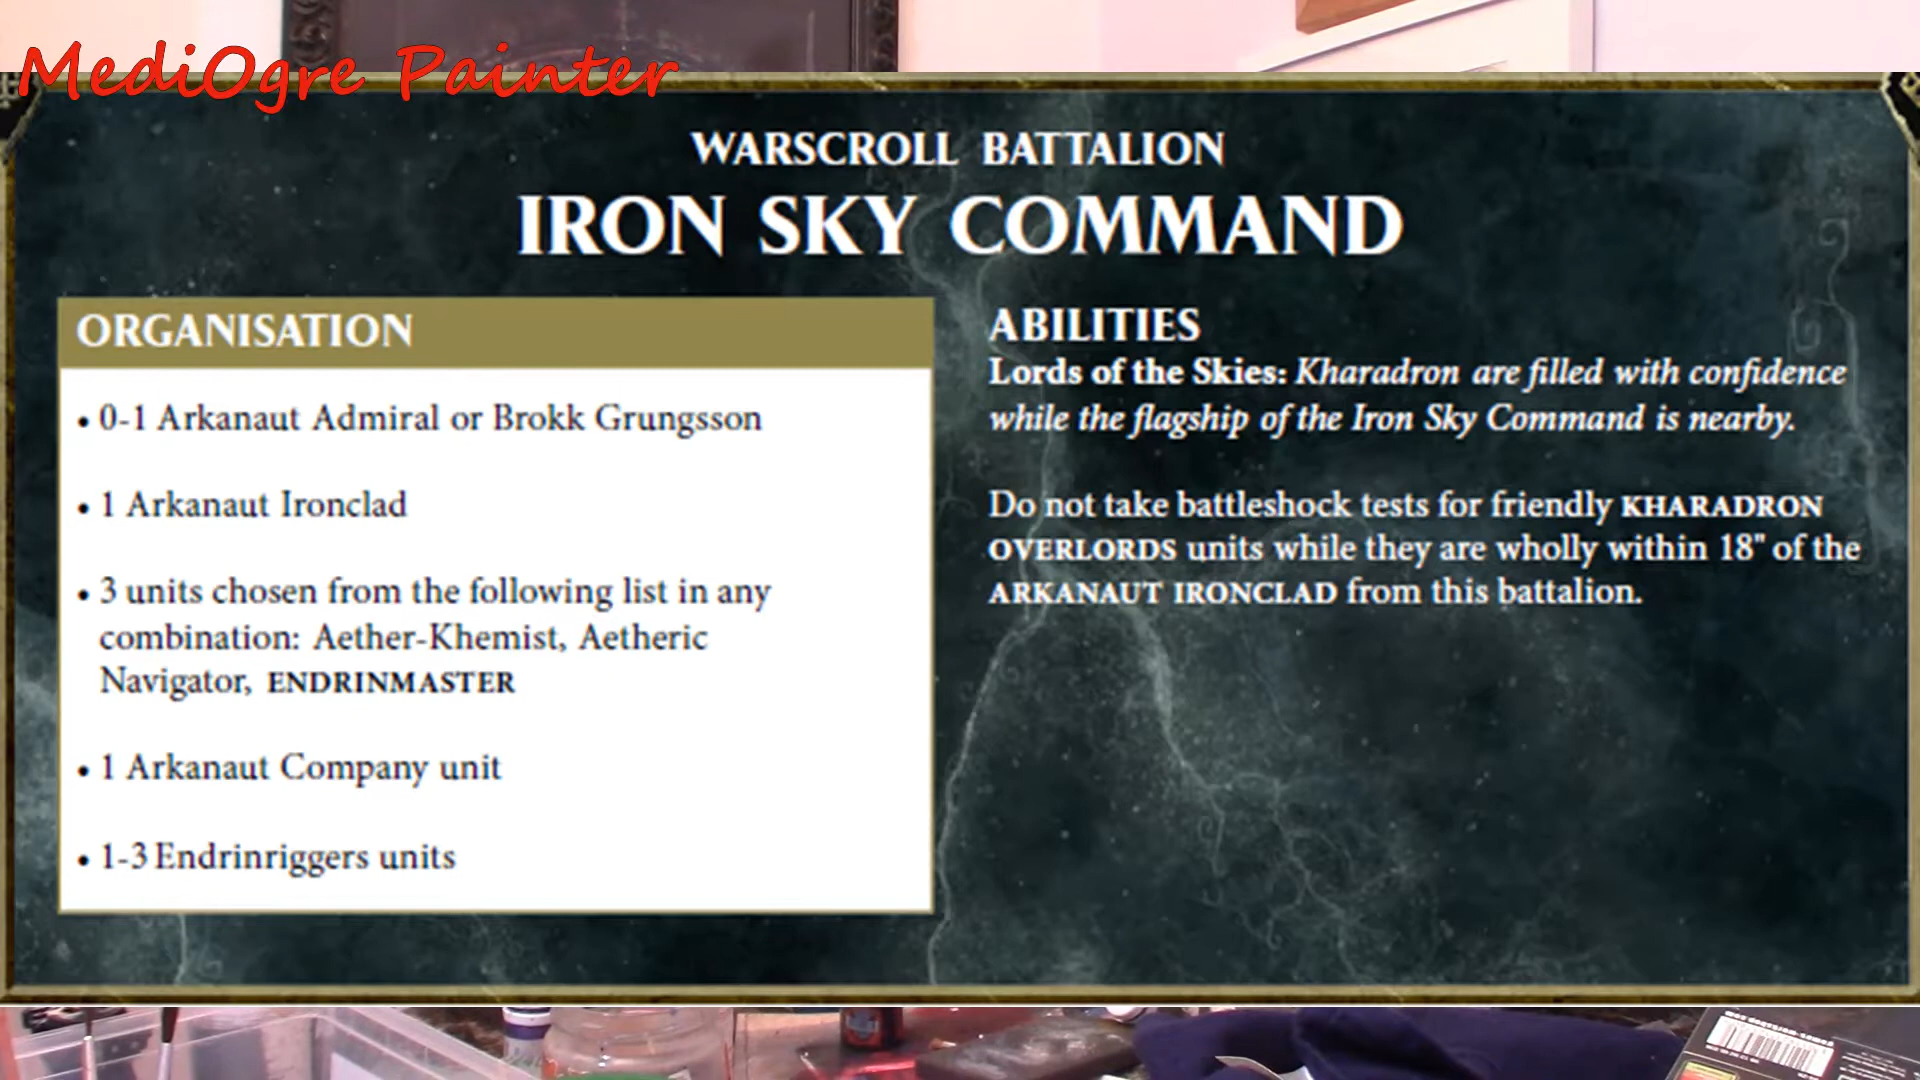 MediOgre Painter
WARSCROLL BATTALION
IRON SKY COMMAND
ORGANISATION
• 0-1 Arkanaut Admiral or Brokk Grungsson
• 1 Arkanaut Ironclad
• 3 units chosen from the following list in any
combination: Aether-Khemist, Aetheric
Navigator, ENDRINMASTER
• 1 Arkanaut Company unit
• 1-3 Endrinriggers units
ABILITIES
Lords of the Skies: Kharadron are filled with confidence
while the flagship of the Iron Sky Command is nearby.
Do not take battleshock tests for friendly KHARADRON
OVERLORDS units while they are wholly within 18" of the
ARKANAUT IRONCLAD from this battalion.